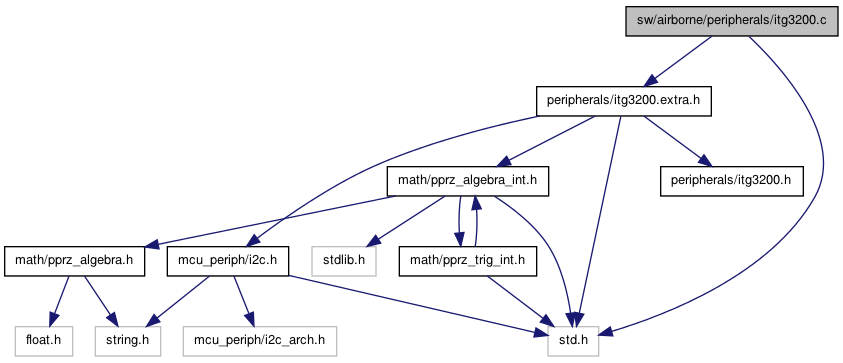 sw/airborne/peripherals/itg3200.c
peripherals/itg3200.extra.h
math/pprz_algebra_int.h
peripherals/itg3200.h
math/pprz_algebra.h
mcu_periph/i2c.h
stdlib.h
math/pprz_trig_int.h
float.h
string.h
mcu_periph/i2c_arch.h
std.h